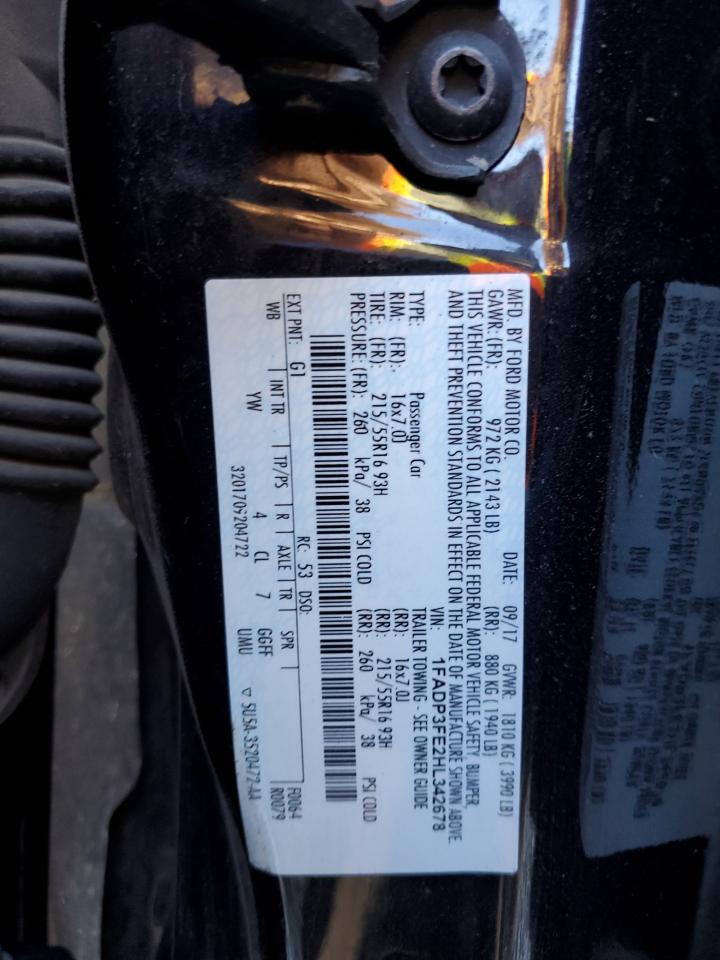 MFD. BY FORD MOTOR CO.
DATE: 09/17 GVWR: 1810 KG ( 3990 LB)
GAWR: (FR): 972 KG ( 2143 LB) (RR): 880 KG ( 1940 LB)
THIS VEHICLE CONFORMS TO ALL APPLICABLE FEDERAL MOTOR VEHICLE SAFETY, BUMPER
AND THEFT PREVENTION STANDARDS IN EFFECT ON THE DATE OF MANUFACTURE SHOWN ABOVE.
VIN: 1FADP3FE2HL342678
TYPE: Passenger Car TRAILER TOWING - SEE OWNER GUIDE
RIM: (FR): 16x7.0J (RR): 16x7.0J
TIRE: (FR): 215/55R16 93H (RR): 215/55R16 93H
PRESSURE: (FR): 260 kPa/ 38 PSI COLD (RR): 260 kPa/ 38 PSI COLD
EXT PNT: G1 RC: 53 DSO: F0064
WB INT TR TP/PS R AXLE TR SPR R0079
YW 4 CL 7 GGFF
3201709204722 UMU ▽ 5U5A-3520472-AA